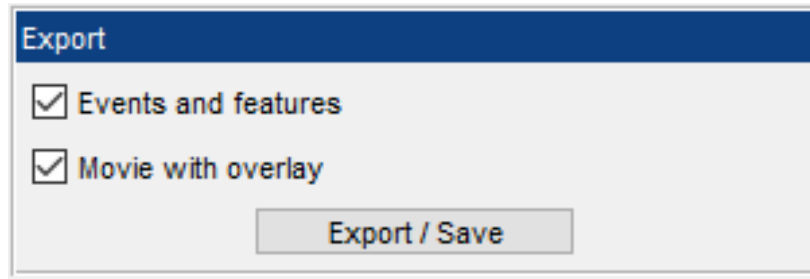 Export
Events and features
Movie with overlay
Export / Save